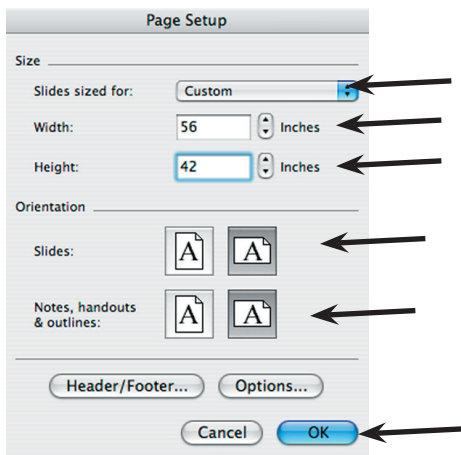 Page Setup
Size
Slides sized for: Custom
Width: 56 Inches
Height: 42 Inches
Orientation
Slides: A A
Notes, handouts
& outlines: A A
Header/Footer... Options...
Cancel OK